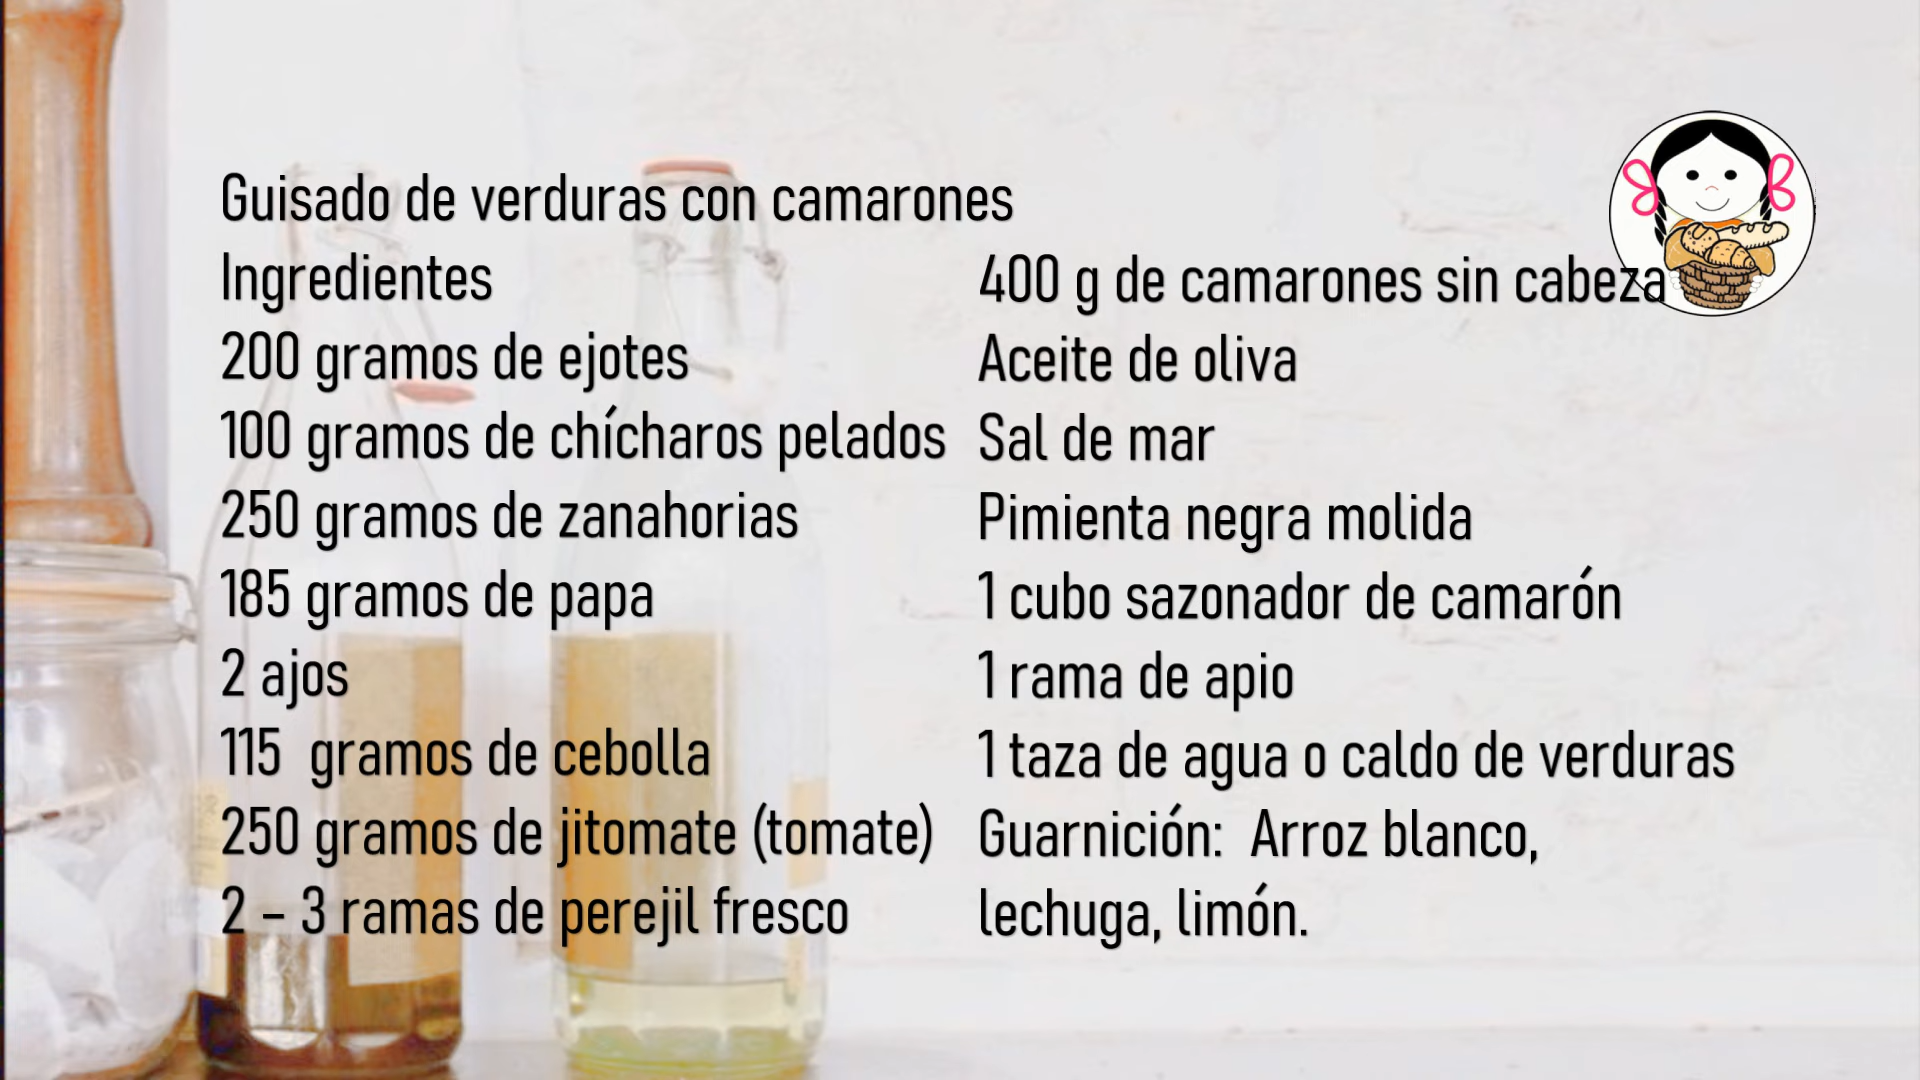 Guisado de verduras con camarones
Ingredientes
200 gramos de ejotes
100 gramos de chícharos pelados
250 gramos de zanahorias
185 gramos de papa
2 ajos
115  gramos de cebolla
250 gramos de jitomate (tomate)
2 – 3 ramas de perejil fresco
400 g de camarones sin cabeza
Aceite de oliva
Sal de mar
Pimienta negra molida
1 cubo sazonador de camarón
1 rama de apio
1 taza de agua o caldo de verduras
Guarnición:  Arroz blanco,
lechuga, limón.